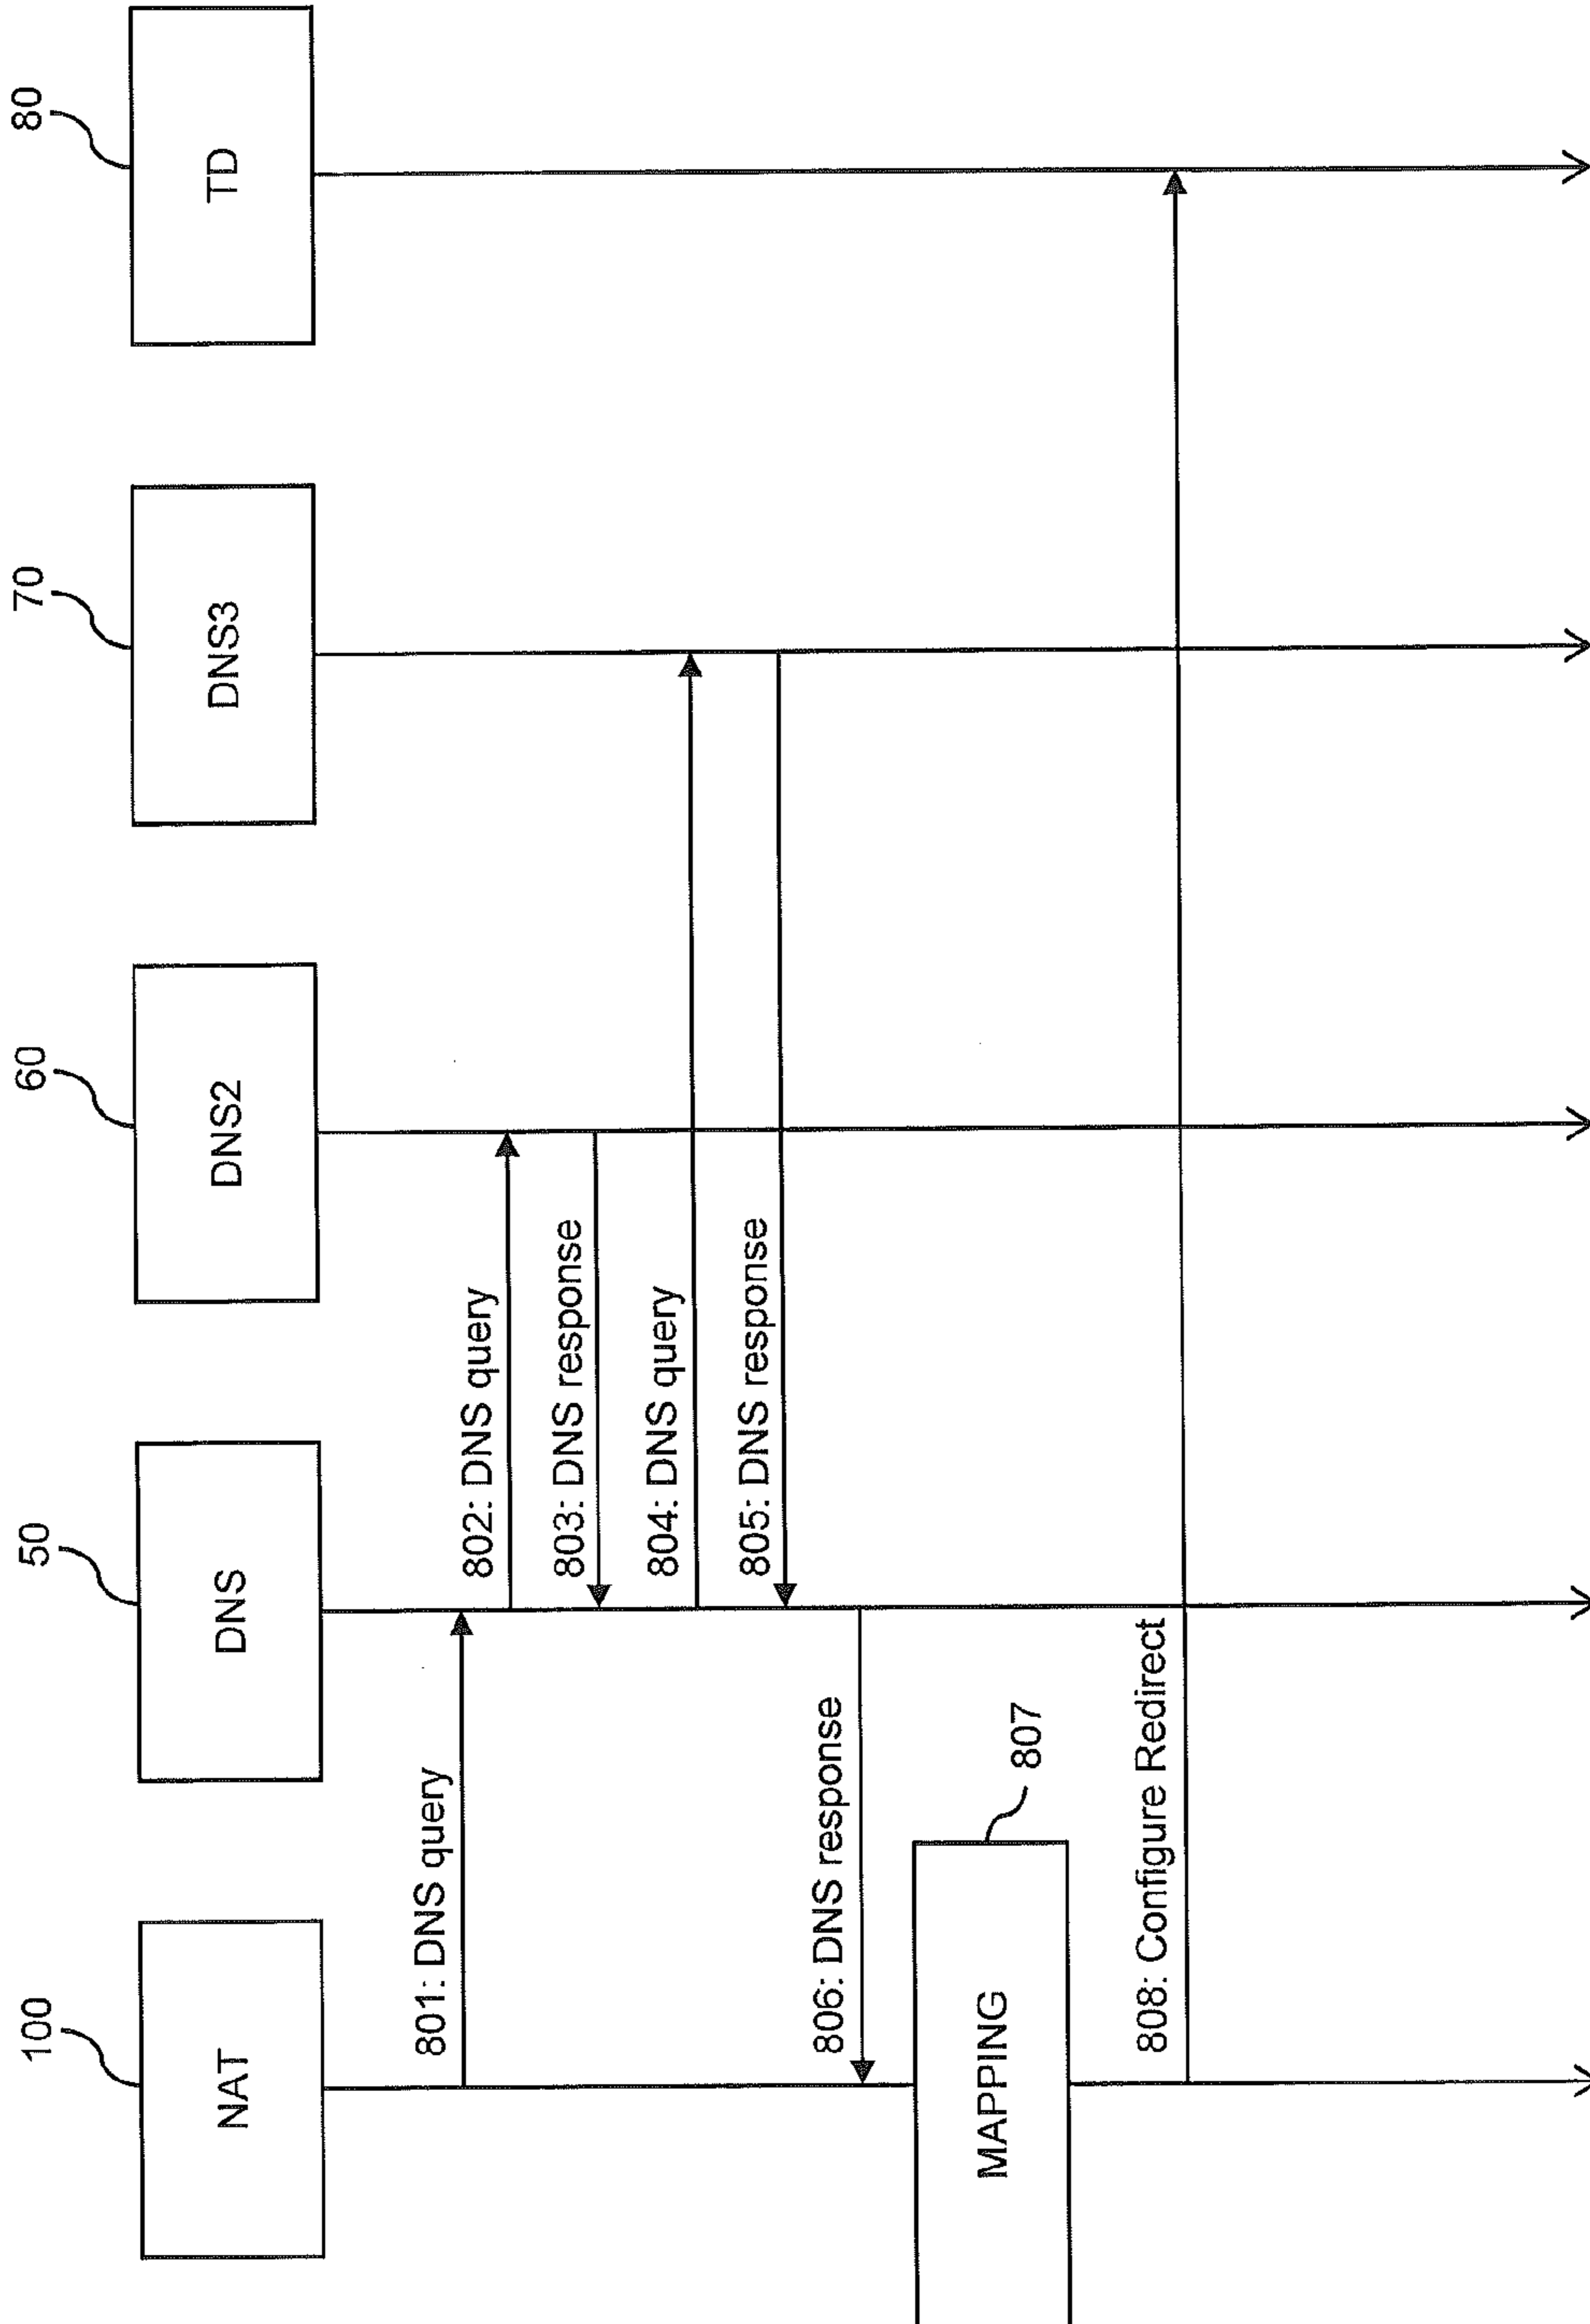 100
NAT
50
DNS
60
DNS2
70
DNS3
80
TD
801: DNS query
802: DNS query
803: DNS response
804: DNS query
805: DNS response
806: DNS response
MAPPING
807
808: Configure Redirect